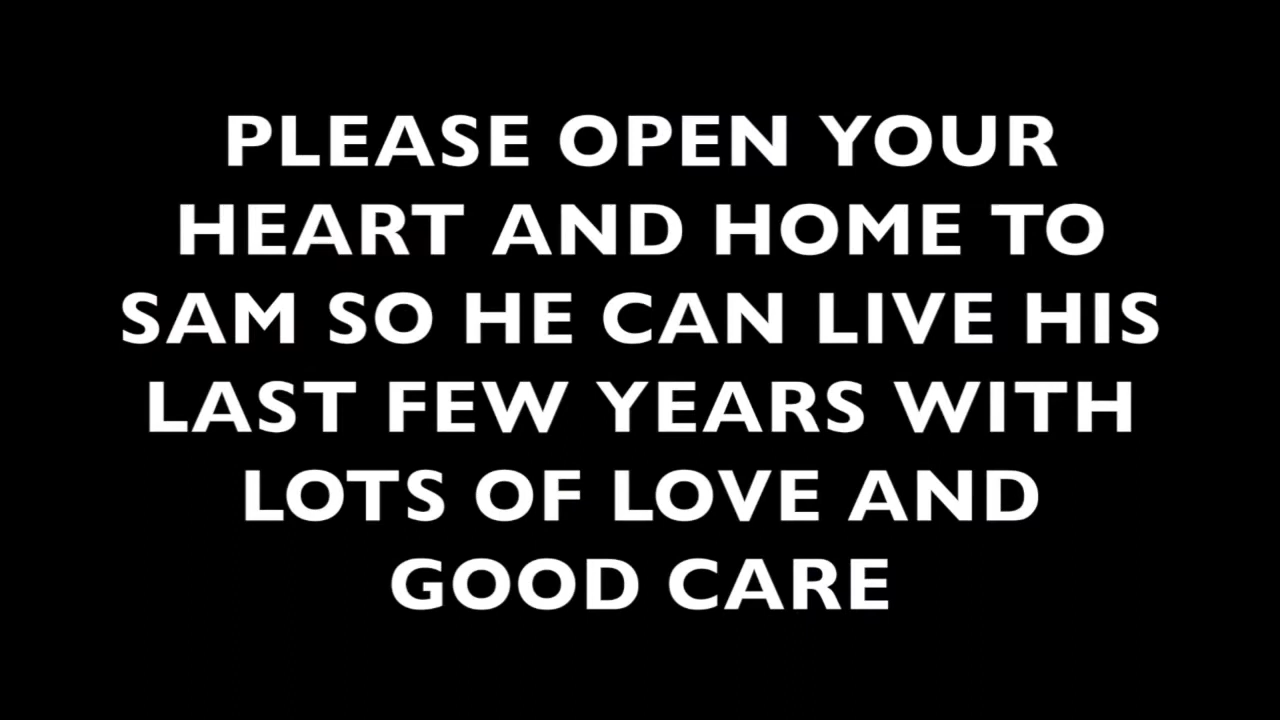 PLEASE OPEN YOUR
HEART AND HOME TO
SAM SO HE CAN LIVE HIS
LAST FEW YEARS WITH
LOTS OF LOVE AND
GOOD CARE